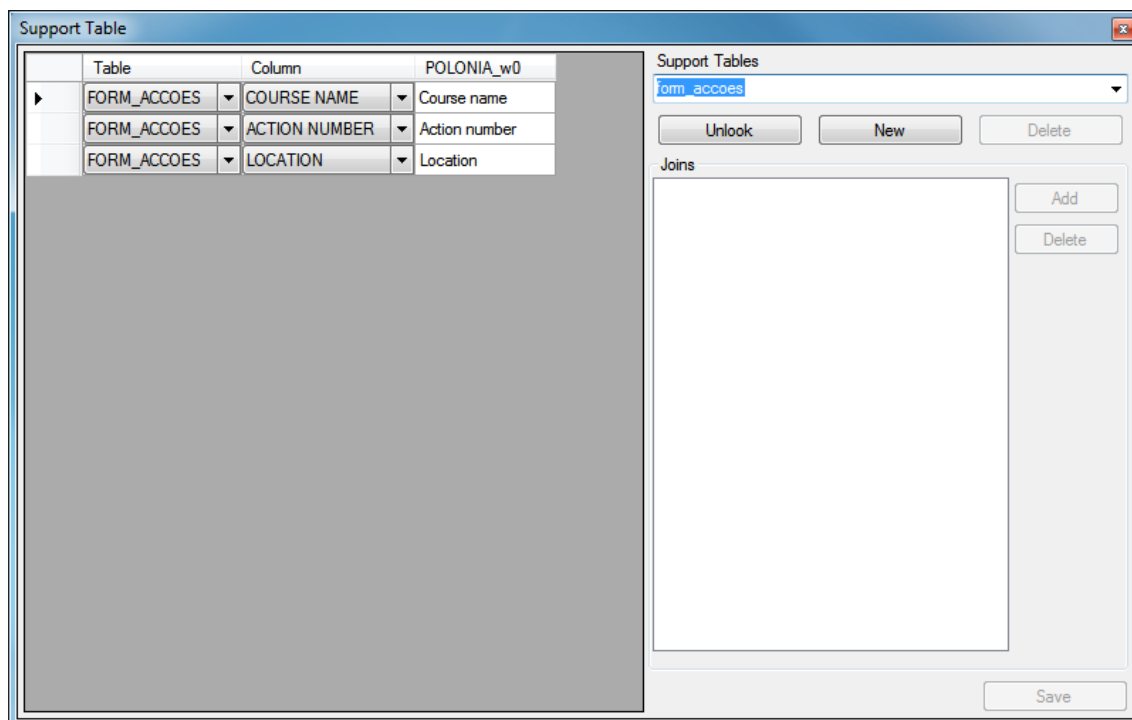 Support Table
Table Column POLONIA_w0
FORM_ACCOES COURSE NAME Course name
FORM_ACCOES ACTION NUMBER Action number
FORM_ACCOES LOCATION Location
Support Tables
form_accoes
Unlook New Delete
Joins
Add
Delete
Save